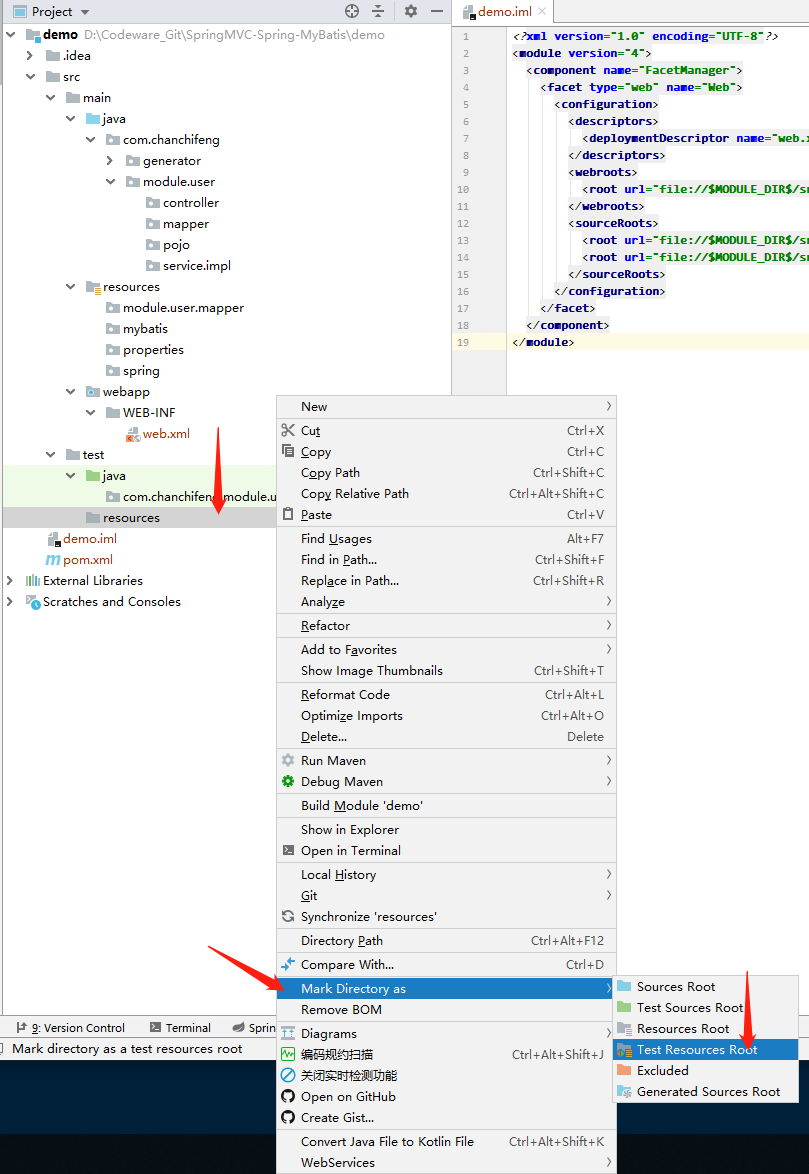 Project
demo D:\Codeware_Git\SpringMVC-Spring-MyBatis\demo
.idea
src
main
java
com.chanchifeng
generator
module.user
controller
mapper
pojo
service.impl
resources
module.user.mapper
mybatis
properties
spring
webapp
WEB-INF
web.xml
test
java
com.chanchifeng.module.u
resources
demo.iml
pom.xml
External Libraries
Scratches and Consoles
demo.iml
1 <?xml version="1.0" encoding="UTF-8"?>
2 <module version="4">
3 <component name="FacetManager">
4 <facet type="web" name="Web">
5 <configuration>
6 <descriptors>
7 <deploymentDescriptor name="web.x
8 </descriptors>
9 <webroots>
10 <root url="file://$MODULE_DIR$/sr
11 </webroots>
12 <sourceRoots>
13 <root url="file://$MODULE_DIR$/sr
14 <root url="file://$MODULE_DIR$/sr
15 </sourceRoots>
16 </configuration>
17 </facet>
18 </component>
19 </module>
New
Cut Ctrl+X
Copy Ctrl+C
Copy Path Ctrl+Shift+C
Copy Relative Path Ctrl+Alt+Shift+C
Paste Ctrl+V
Find Usages Alt+F7
Find in Path... Ctrl+Shift+F
Replace in Path... Ctrl+Shift+R
Analyze
Refactor
Add to Favorites
Show Image Thumbnails Ctrl+Shift+T
Reformat Code Ctrl+Alt+L
Optimize Imports Ctrl+Alt+O
Delete... Delete
Run Maven
Debug Maven
Build Module 'demo'
Show in Explorer
Open in Terminal
Local History
Git
Synchronize 'resources'
Directory Path Ctrl+Alt+F12
Compare With... Ctrl+D
Mark Directory as
Remove BOM
Diagrams
编码规约扫描 Ctrl+Alt+Shift+J
关闭实时检测功能
Open on GitHub
Create Gist...
Convert Java File to Kotlin File Ctrl+Alt+Shift+K
WebServices
Sources Root
Test Sources Root
Resources Root
Test Resources Root
Excluded
Generated Sources Root
9: Version Control Terminal Sprin
Mark directory as a test resources root